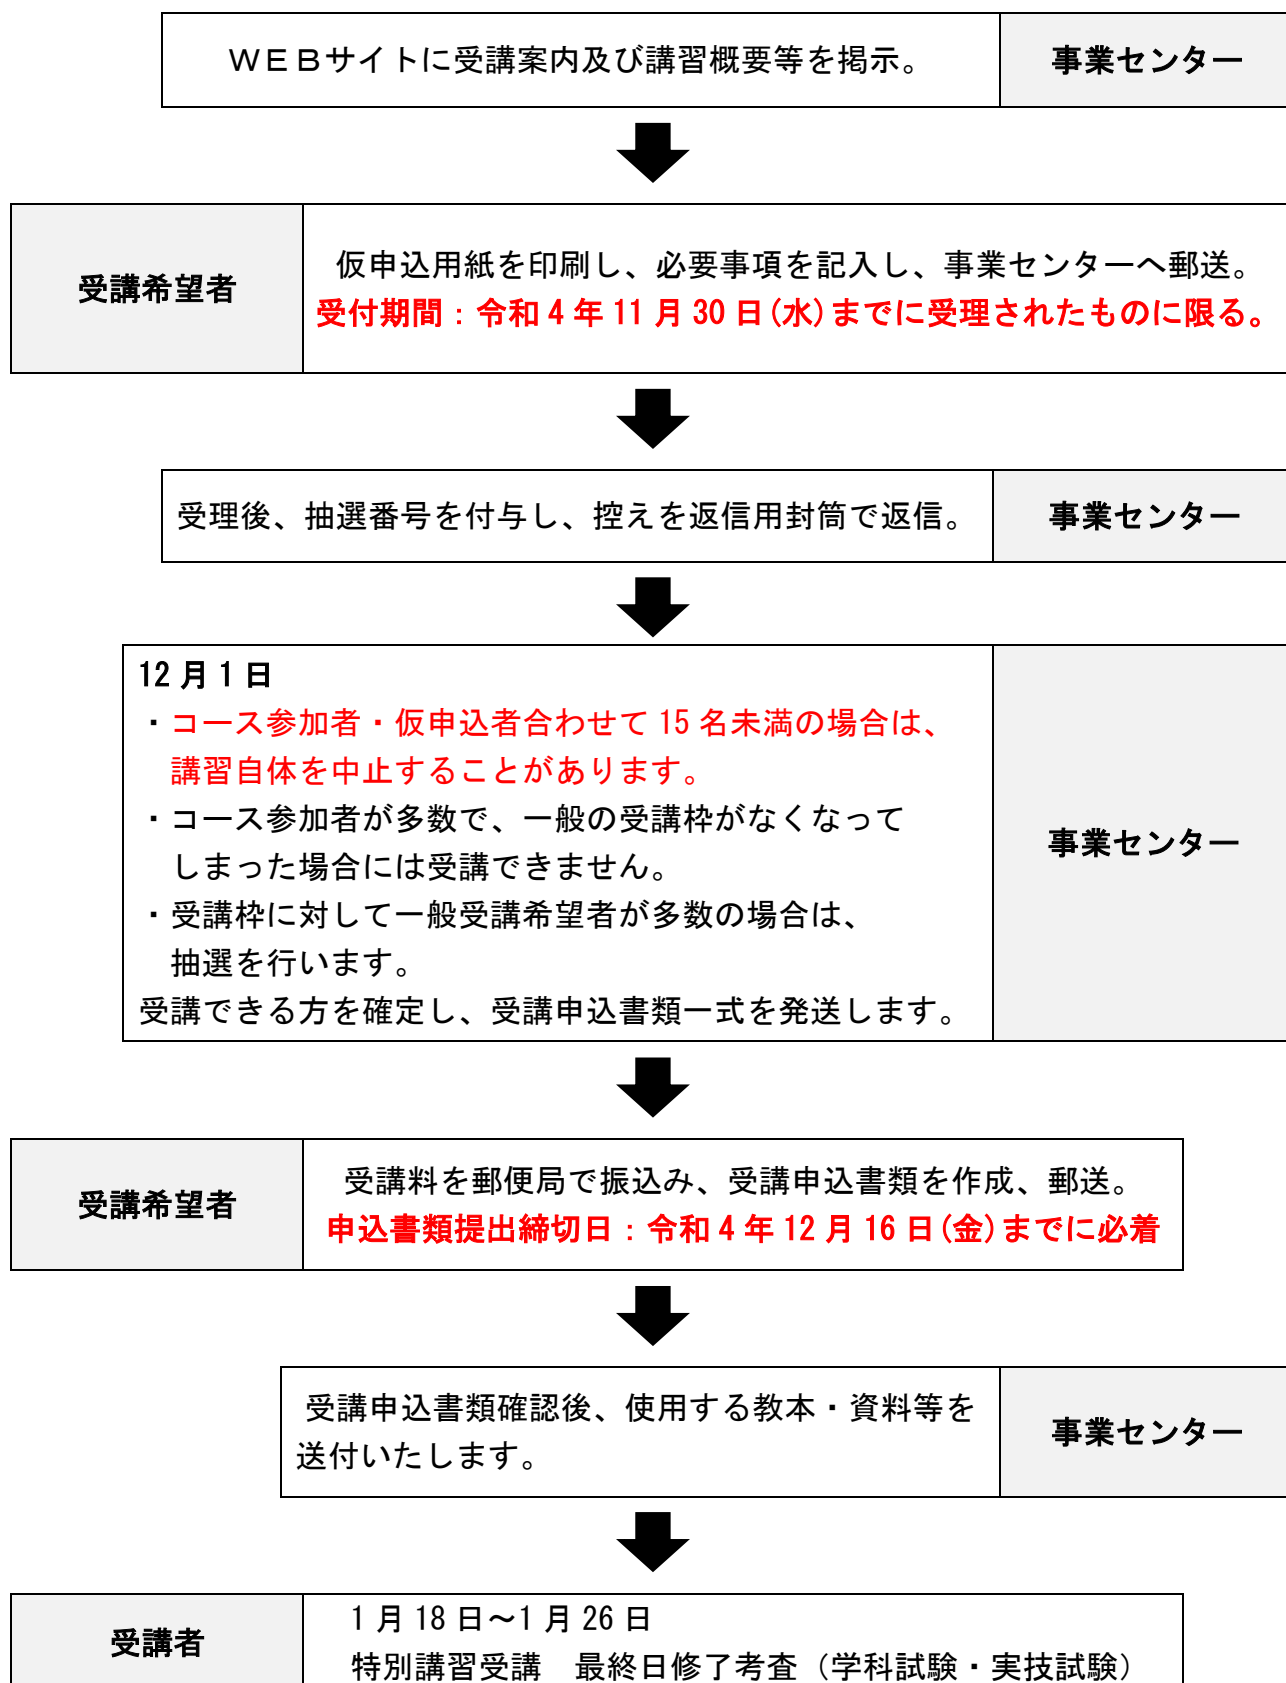 WEBサイトに受講案内及び講習概要等を掲示。
事業センター
受講希望者
仮申込用紙を印刷し、必要事項を記入し、事業センターへ郵送。
受付期間：令和4年11月30日(水)までに受理されたものに限る。
受理後、抽選番号を付与し、控えを返信用封筒で返信。
事業センター
12月1日
・コース参加者・仮申込者合わせて15名未満の場合は、
講習自体を中止することがあります。
・コース参加者が多数で、一般の受講枠がなくなって
しまった場合には受講できません。
・受講枠に対して一般受講希望者が多数の場合は、
抽選を行います。
受講できる方を確定し、受講申込書類一式を発送します。
事業センター
受講希望者
受講料を郵便局で振込み、受講申込書類を作成、郵送。
申込書類提出締切日：令和4年12月16日(金)までに必着
受講申込書類確認後、使用する教本・資料等を
送付いたします。
事業センター
受講者
1月18日～1月26日
特別講習受講　最終日修了考査（学科試験・実技試験）